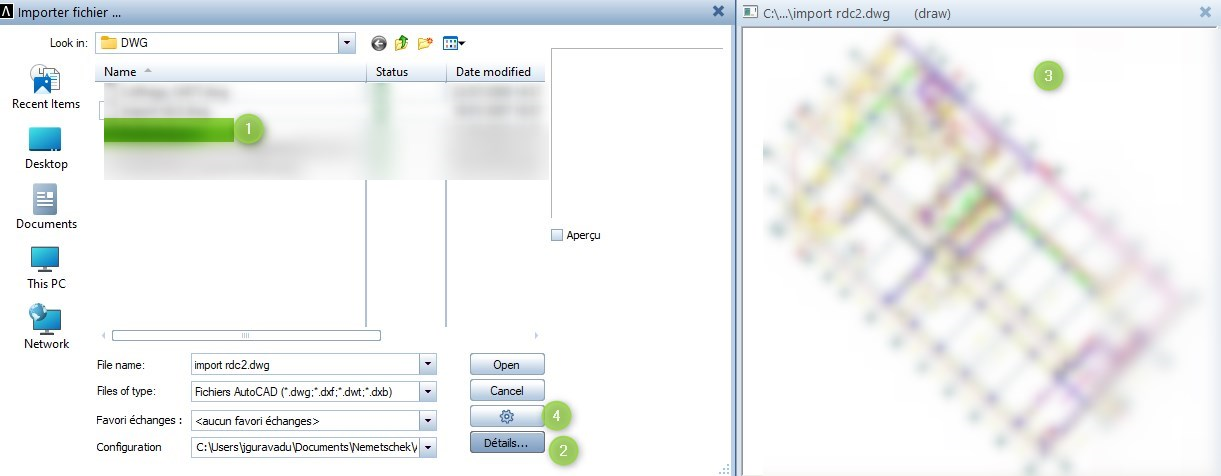 Importer fichier ...
C:\...\import rdc2.dwg (draw)
Look in: DWG
Name Status Date modified
Recent Items
Desktop
Documents
This PC
Network
1
3
Aperçu
File name: import rdc2.dwg Open
Files of type: Fichiers AutoCAD (*.dwg;*.dxf;*.dwt;*.dxb) Cancel
Favori échanges : <aucun favori échanges> 4
Configuration C:\Users\jguravadu\Documents\Nemetschek\ Détails... 2